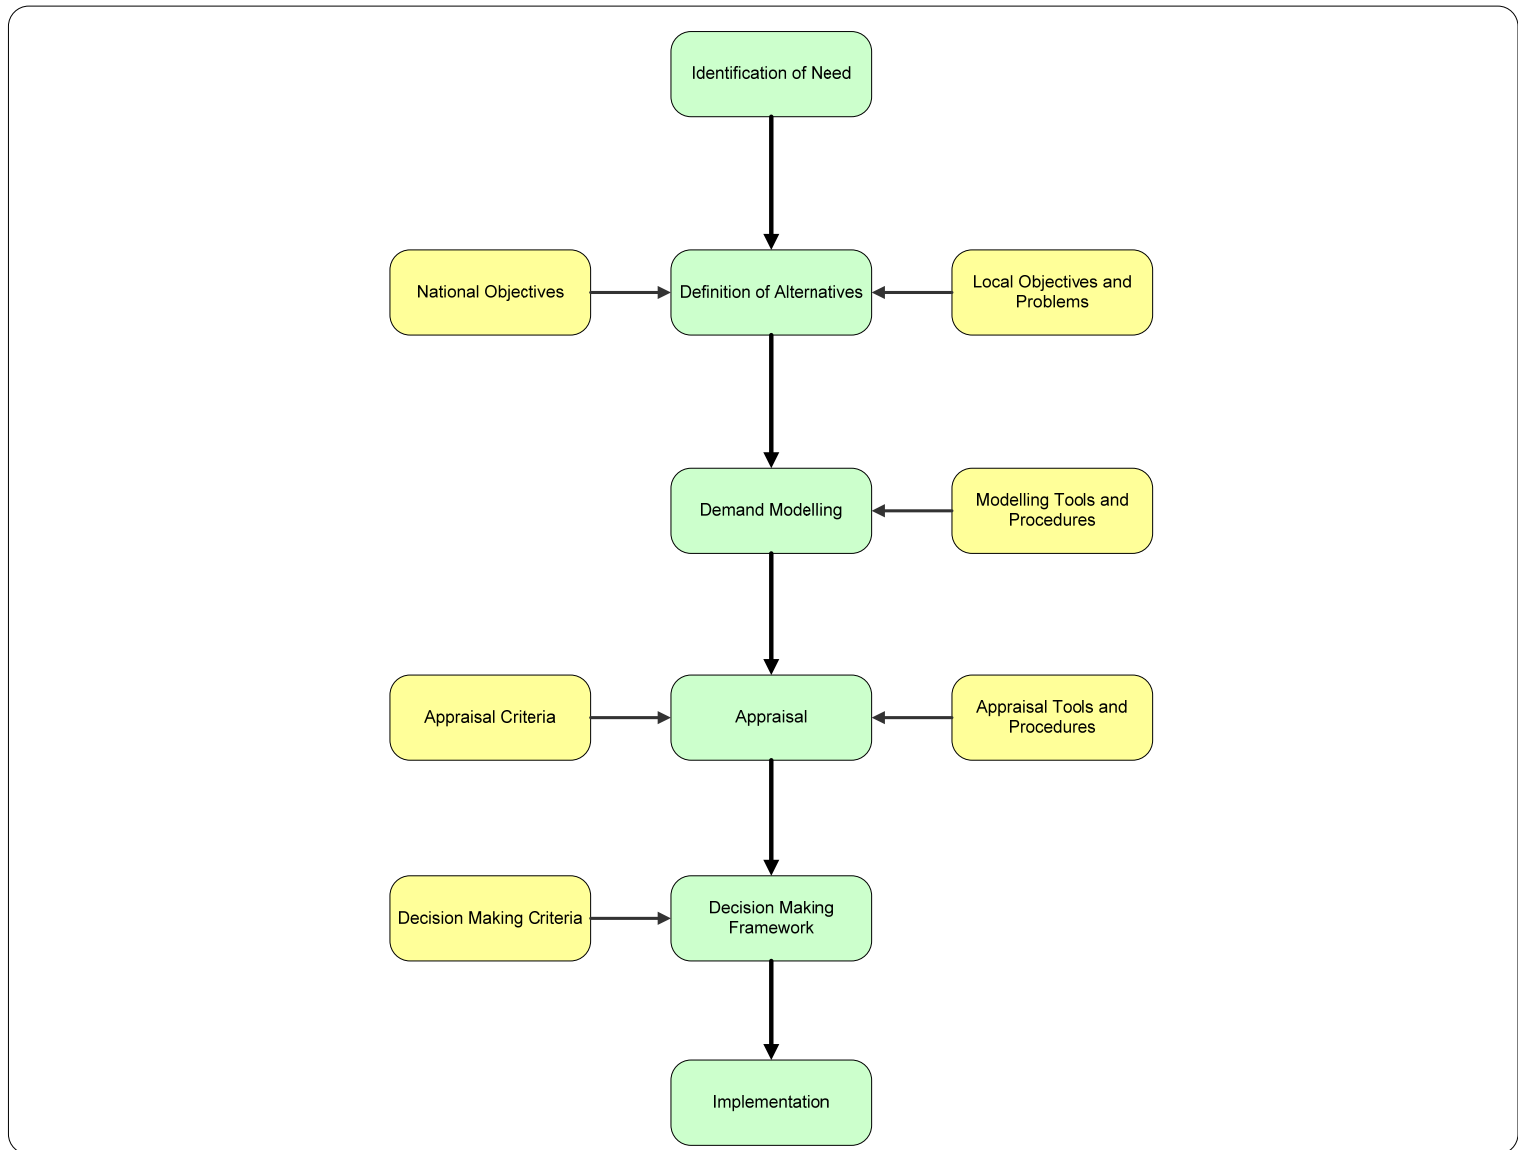 Identification of Need
National Objectives
Definition of Alternatives
Local Objectives and
Problems
Demand Modelling
Modelling Tools and
Procedures
Appraisal Criteria
Appraisal
Appraisal Tools and
Procedures
Decision Making Criteria
Decision Making
Framework
Implementation